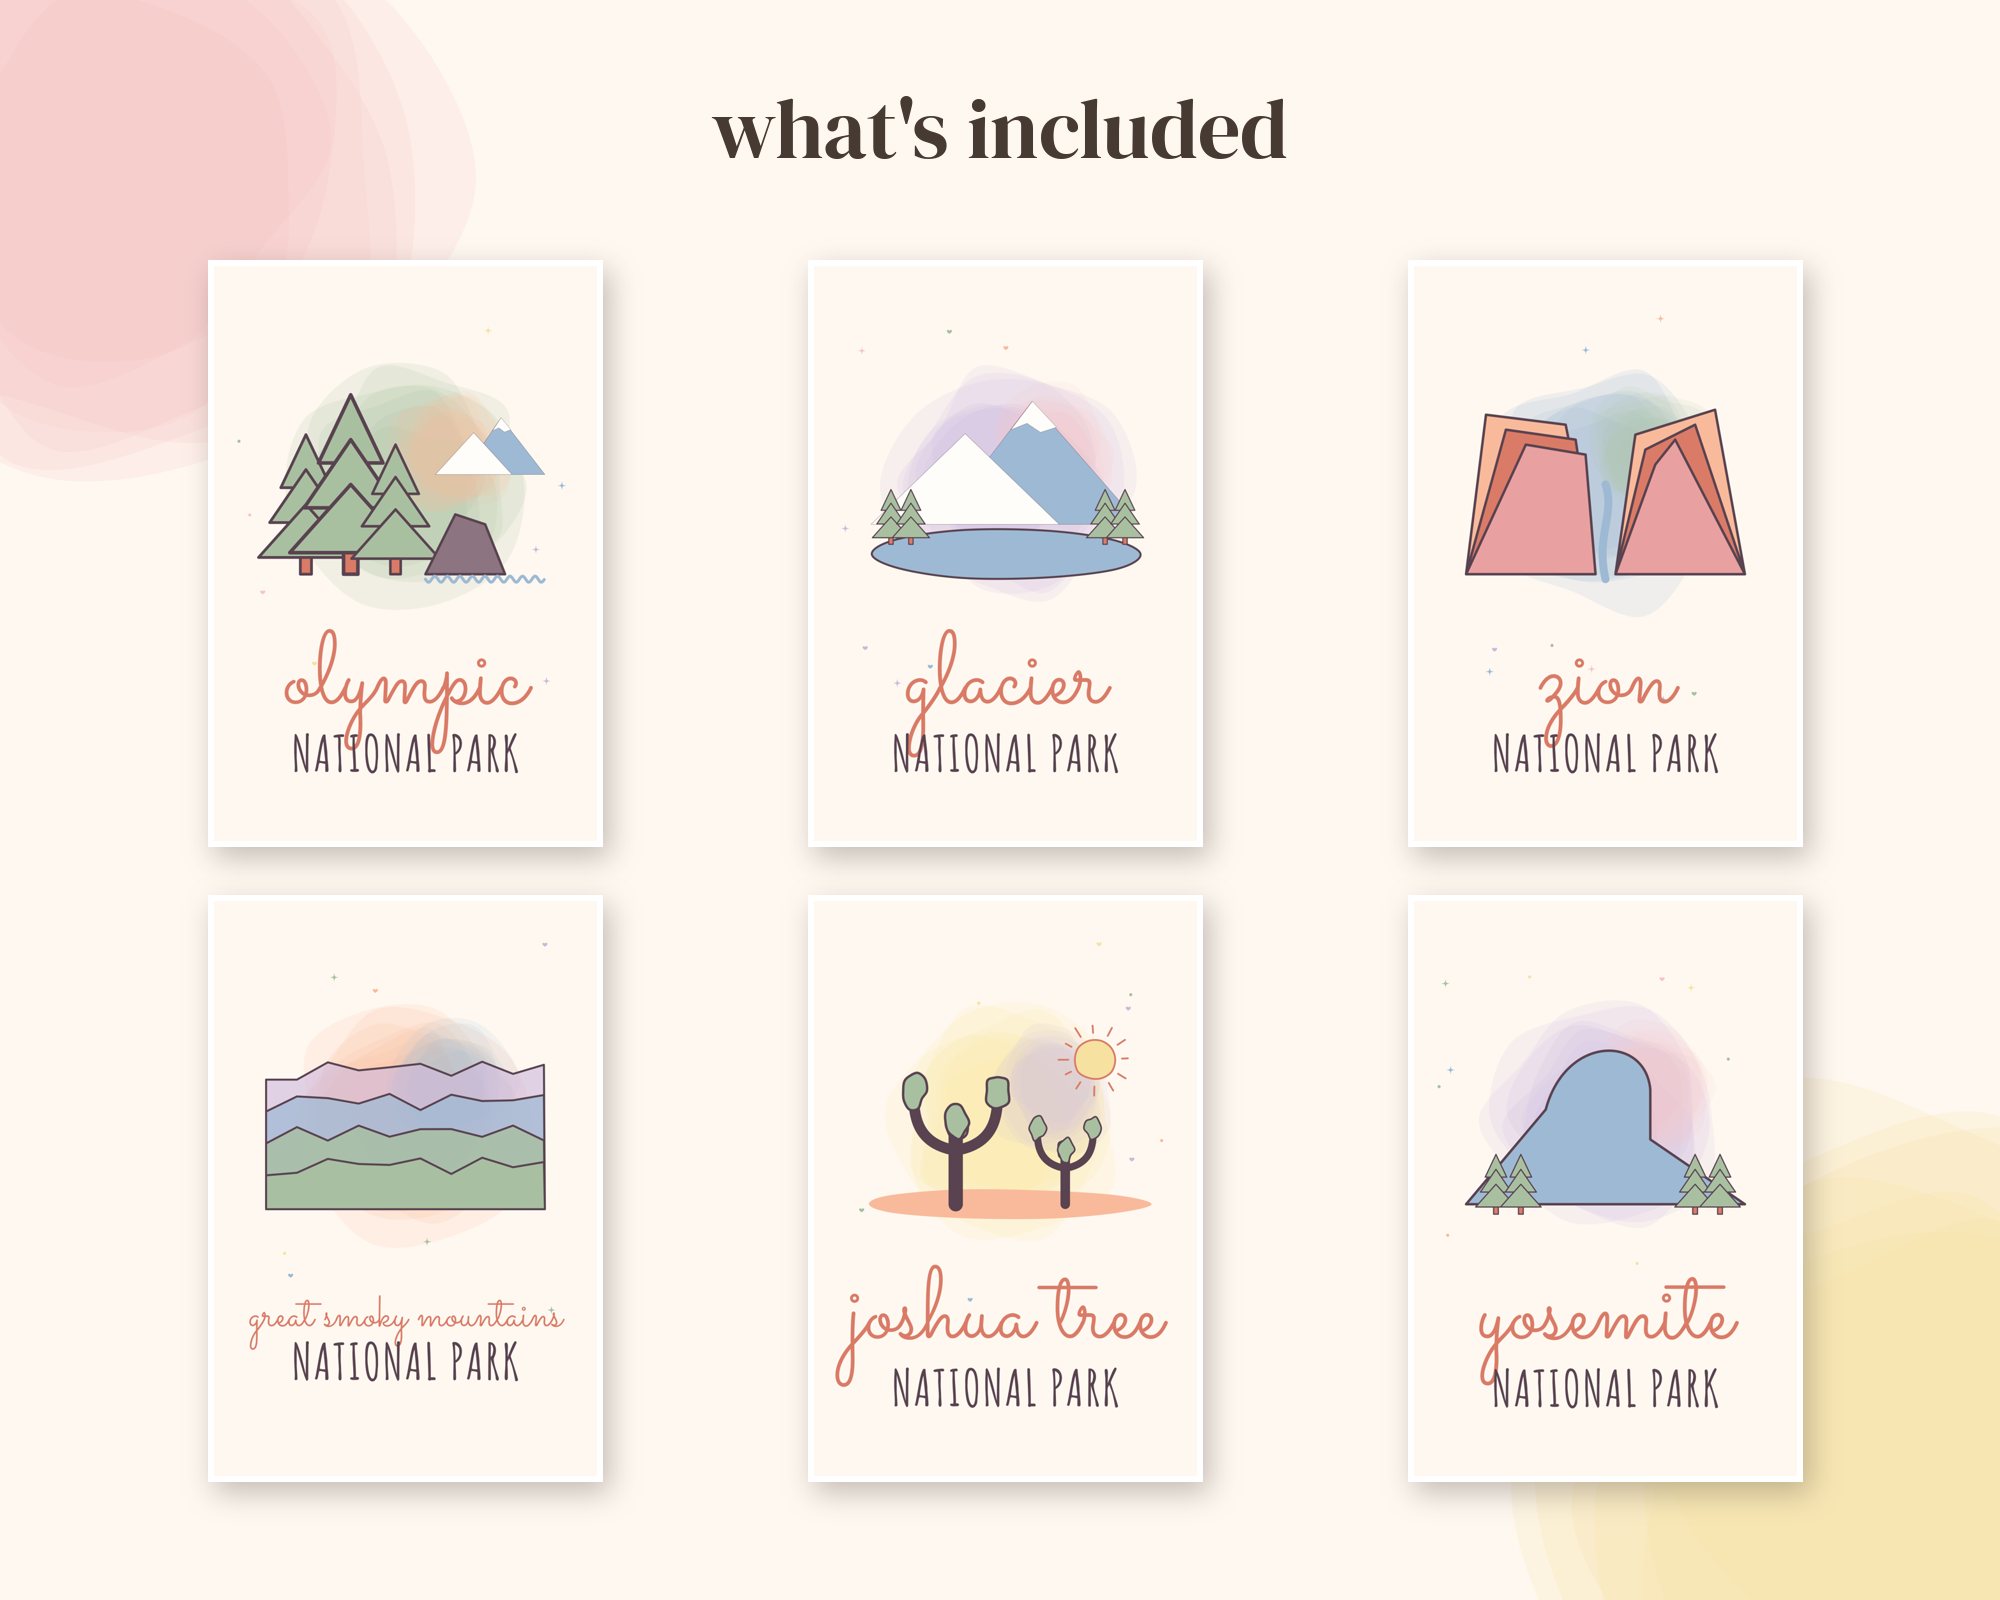 what's included
olympic
NATIONAL PARK
glacier
NATIONAL PARK
zion
NATIONAL PARK
great smoky mountains
NATIONAL PARK
joshua tree
NATIONAL PARK
yosemite
NATIONAL PARK